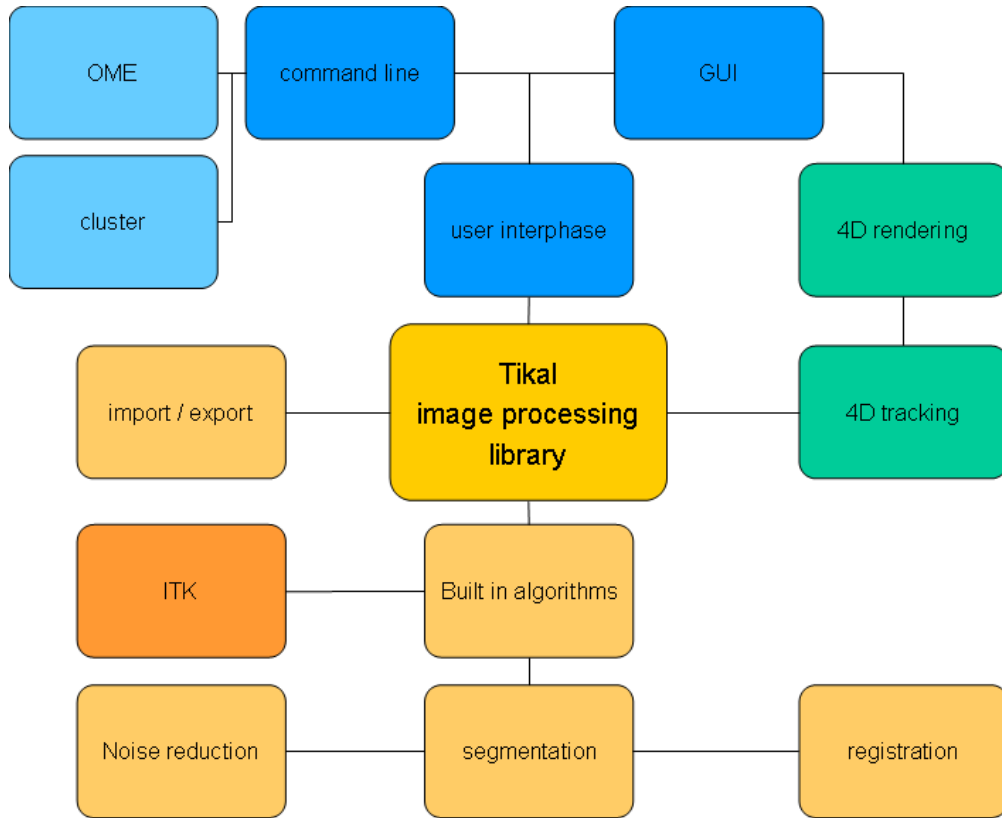 OME
command line
GUI
cluster
user interphase
4D rendering
import / export
Tikal
image processing
library
4D tracking
ITK
Built in algorithms
Noise reduction
segmentation
registration